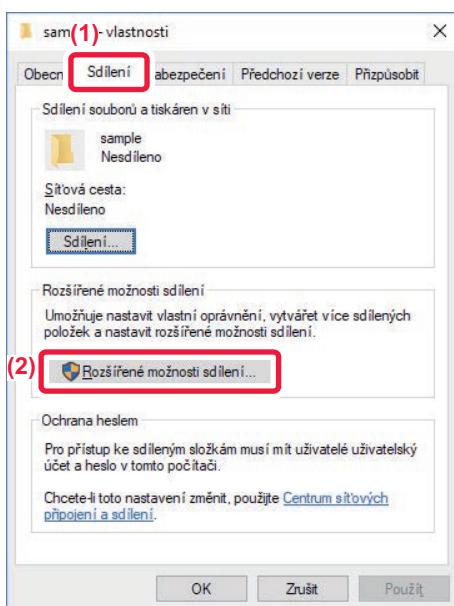 sam
(1)
- vlastnosti
Obecn Sdílení abezpečení Předchozí verze Přizpůsobit
Sdílení souborů a tiskáren v síti
sample
Nesdíleno
Síťová cesta:
Nesdíleno
Sdílení...
Rozšířené možnosti sdílení
Umožňuje nastavit vlastní oprávnění, vytvářet více sdílených
položek a nastavit rozšířené možnosti sdílení.
(2)
Rozšířené možnosti sdílení...
Ochrana heslem
Pro přístup ke sdíleným složkám musí mít uživatelé uživatelský
účet a heslo v tomto počítači.
Chcete-li toto nastavení změnit, použijte Centrum síťových
připojení a sdílení.
OK Zrušit Použít